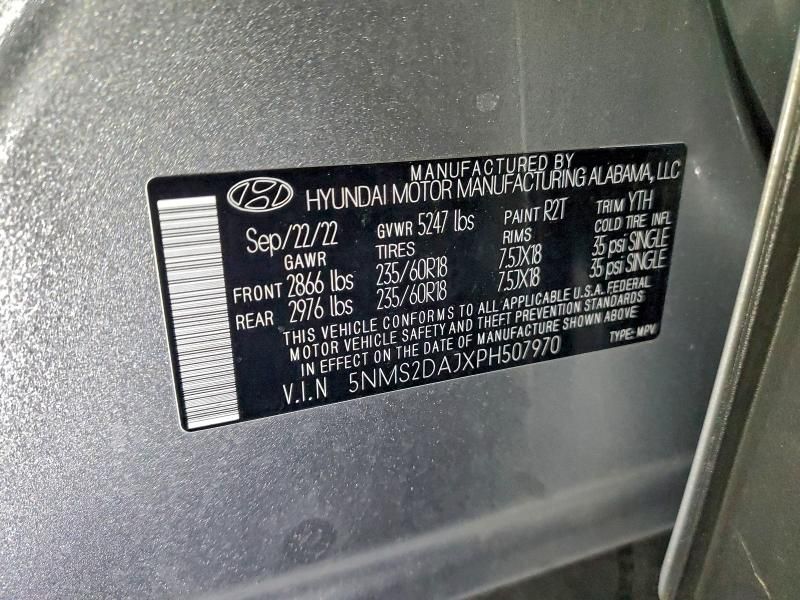 MANUFACTURED BY
HYUNDAI MOTOR MANUFACTURING ALABAMA, LLC
Sep/22/22 GVWR 5247 lbs PAINT R2T TRIM YTH
GAWR TIRES RIMS COLD TIRE INFL
FRONT 2866 lbs 235/60R18 7.5JX18 35 psi SINGLE
REAR 2976 lbs 235/60R18 7.5JX18 35 psi SINGLE
THIS VEHICLE CONFORMS TO ALL APPLICABLE U.S.A. FEDERAL
MOTOR VEHICLE SAFETY AND THEFT PREVENTION STANDARDS
IN EFFECT ON THE DATE OF MANUFACTURE SHOWN ABOVE
V.I.N 5NMS2DAJXPH507970 TYPE: MPV